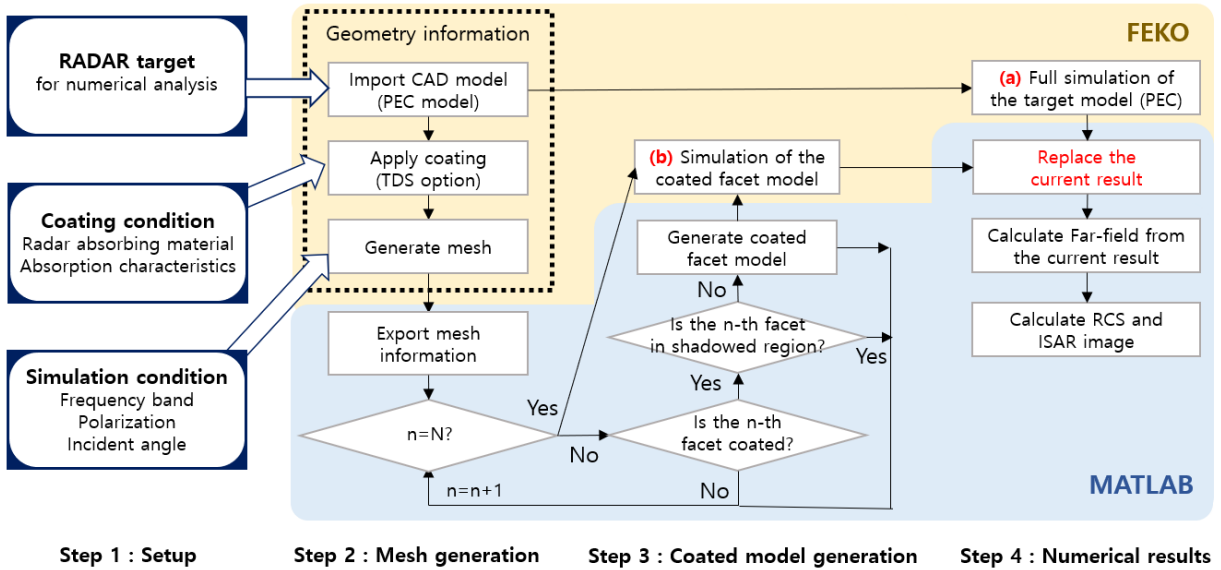 RADAR target
for numerical analysis
Coating condition
Radar absorbing material
Absorption characteristics
Simulation condition
Frequency band
Polarization
Incident angle
Geometry information
Import CAD model
(PEC model)
Apply coating
(TDS option)
Generate mesh
Export mesh
information
n=N?
Yes
No
n=n+1
(b) Simulation of the
coated facet model
Generate coated
facet model
No
Is the n-th facet
in shadowed region?
Yes
Yes
Is the n-th
facet coated?
No
FEKO
(a) Full simulation of
the target model (PEC)
Replace the
current result
Calculate Far-field from
the current result
Calculate RCS and
ISAR image
MATLAB
Step 1 : Setup
Step 2 : Mesh generation
Step 3 : Coated model generation
Step 4 : Numerical results